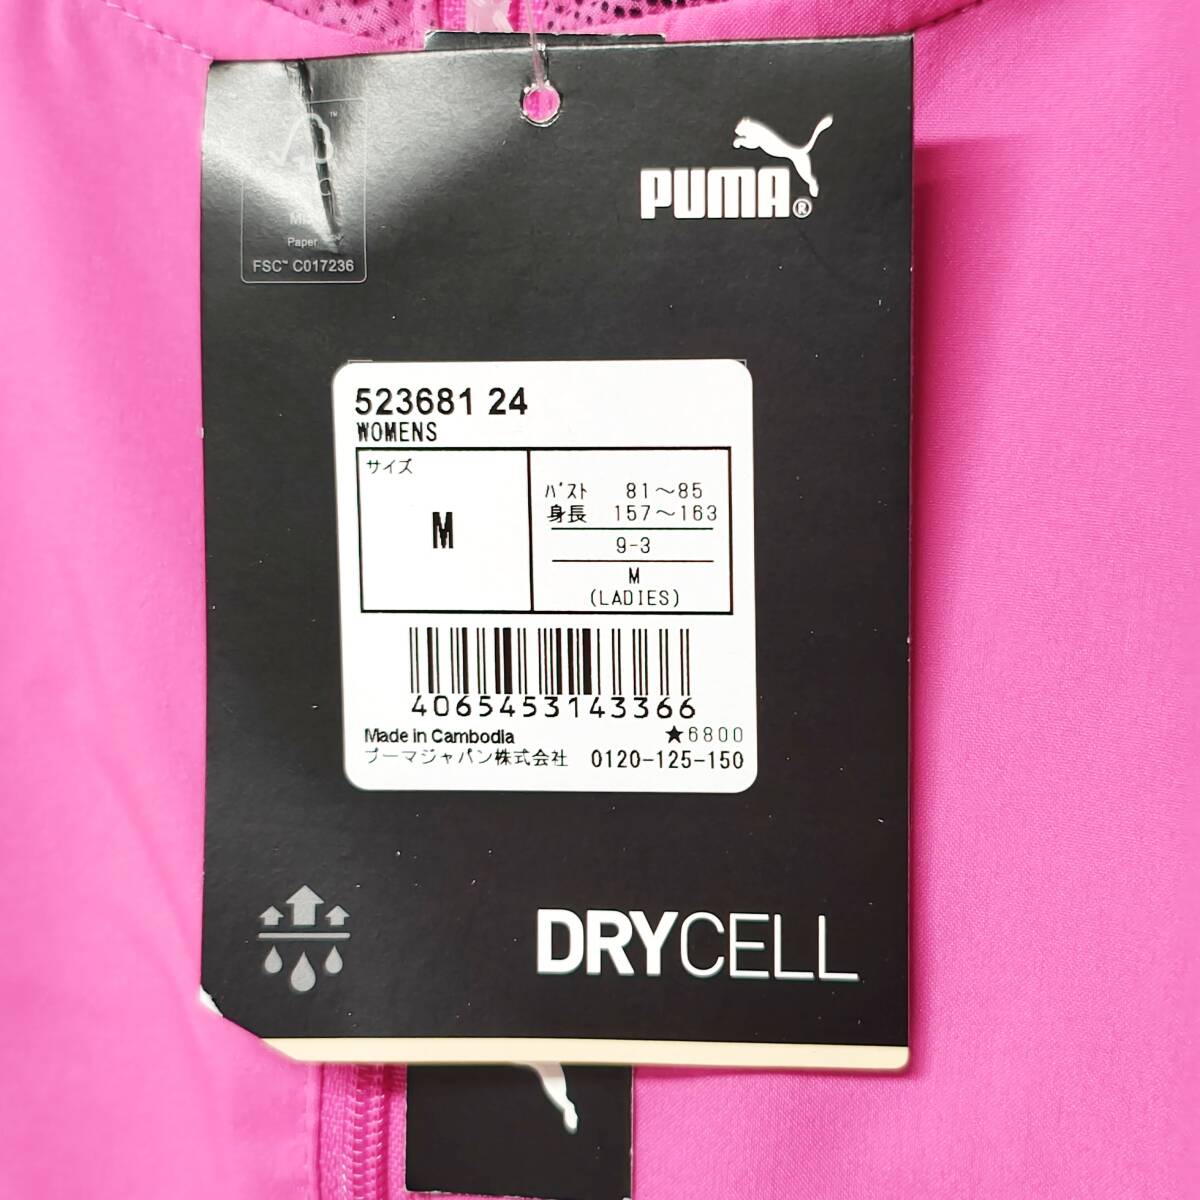 PUMA®
Paper
FSC™ C017236
523681 24
WOMENS
サイズ
M
バスト 81～85
身長 157～163
9-3
M
(LADIES)
4065453143366
Made in Cambodia
★6800
プーマジャパン株式会社 0120-125-150
DRYCELL